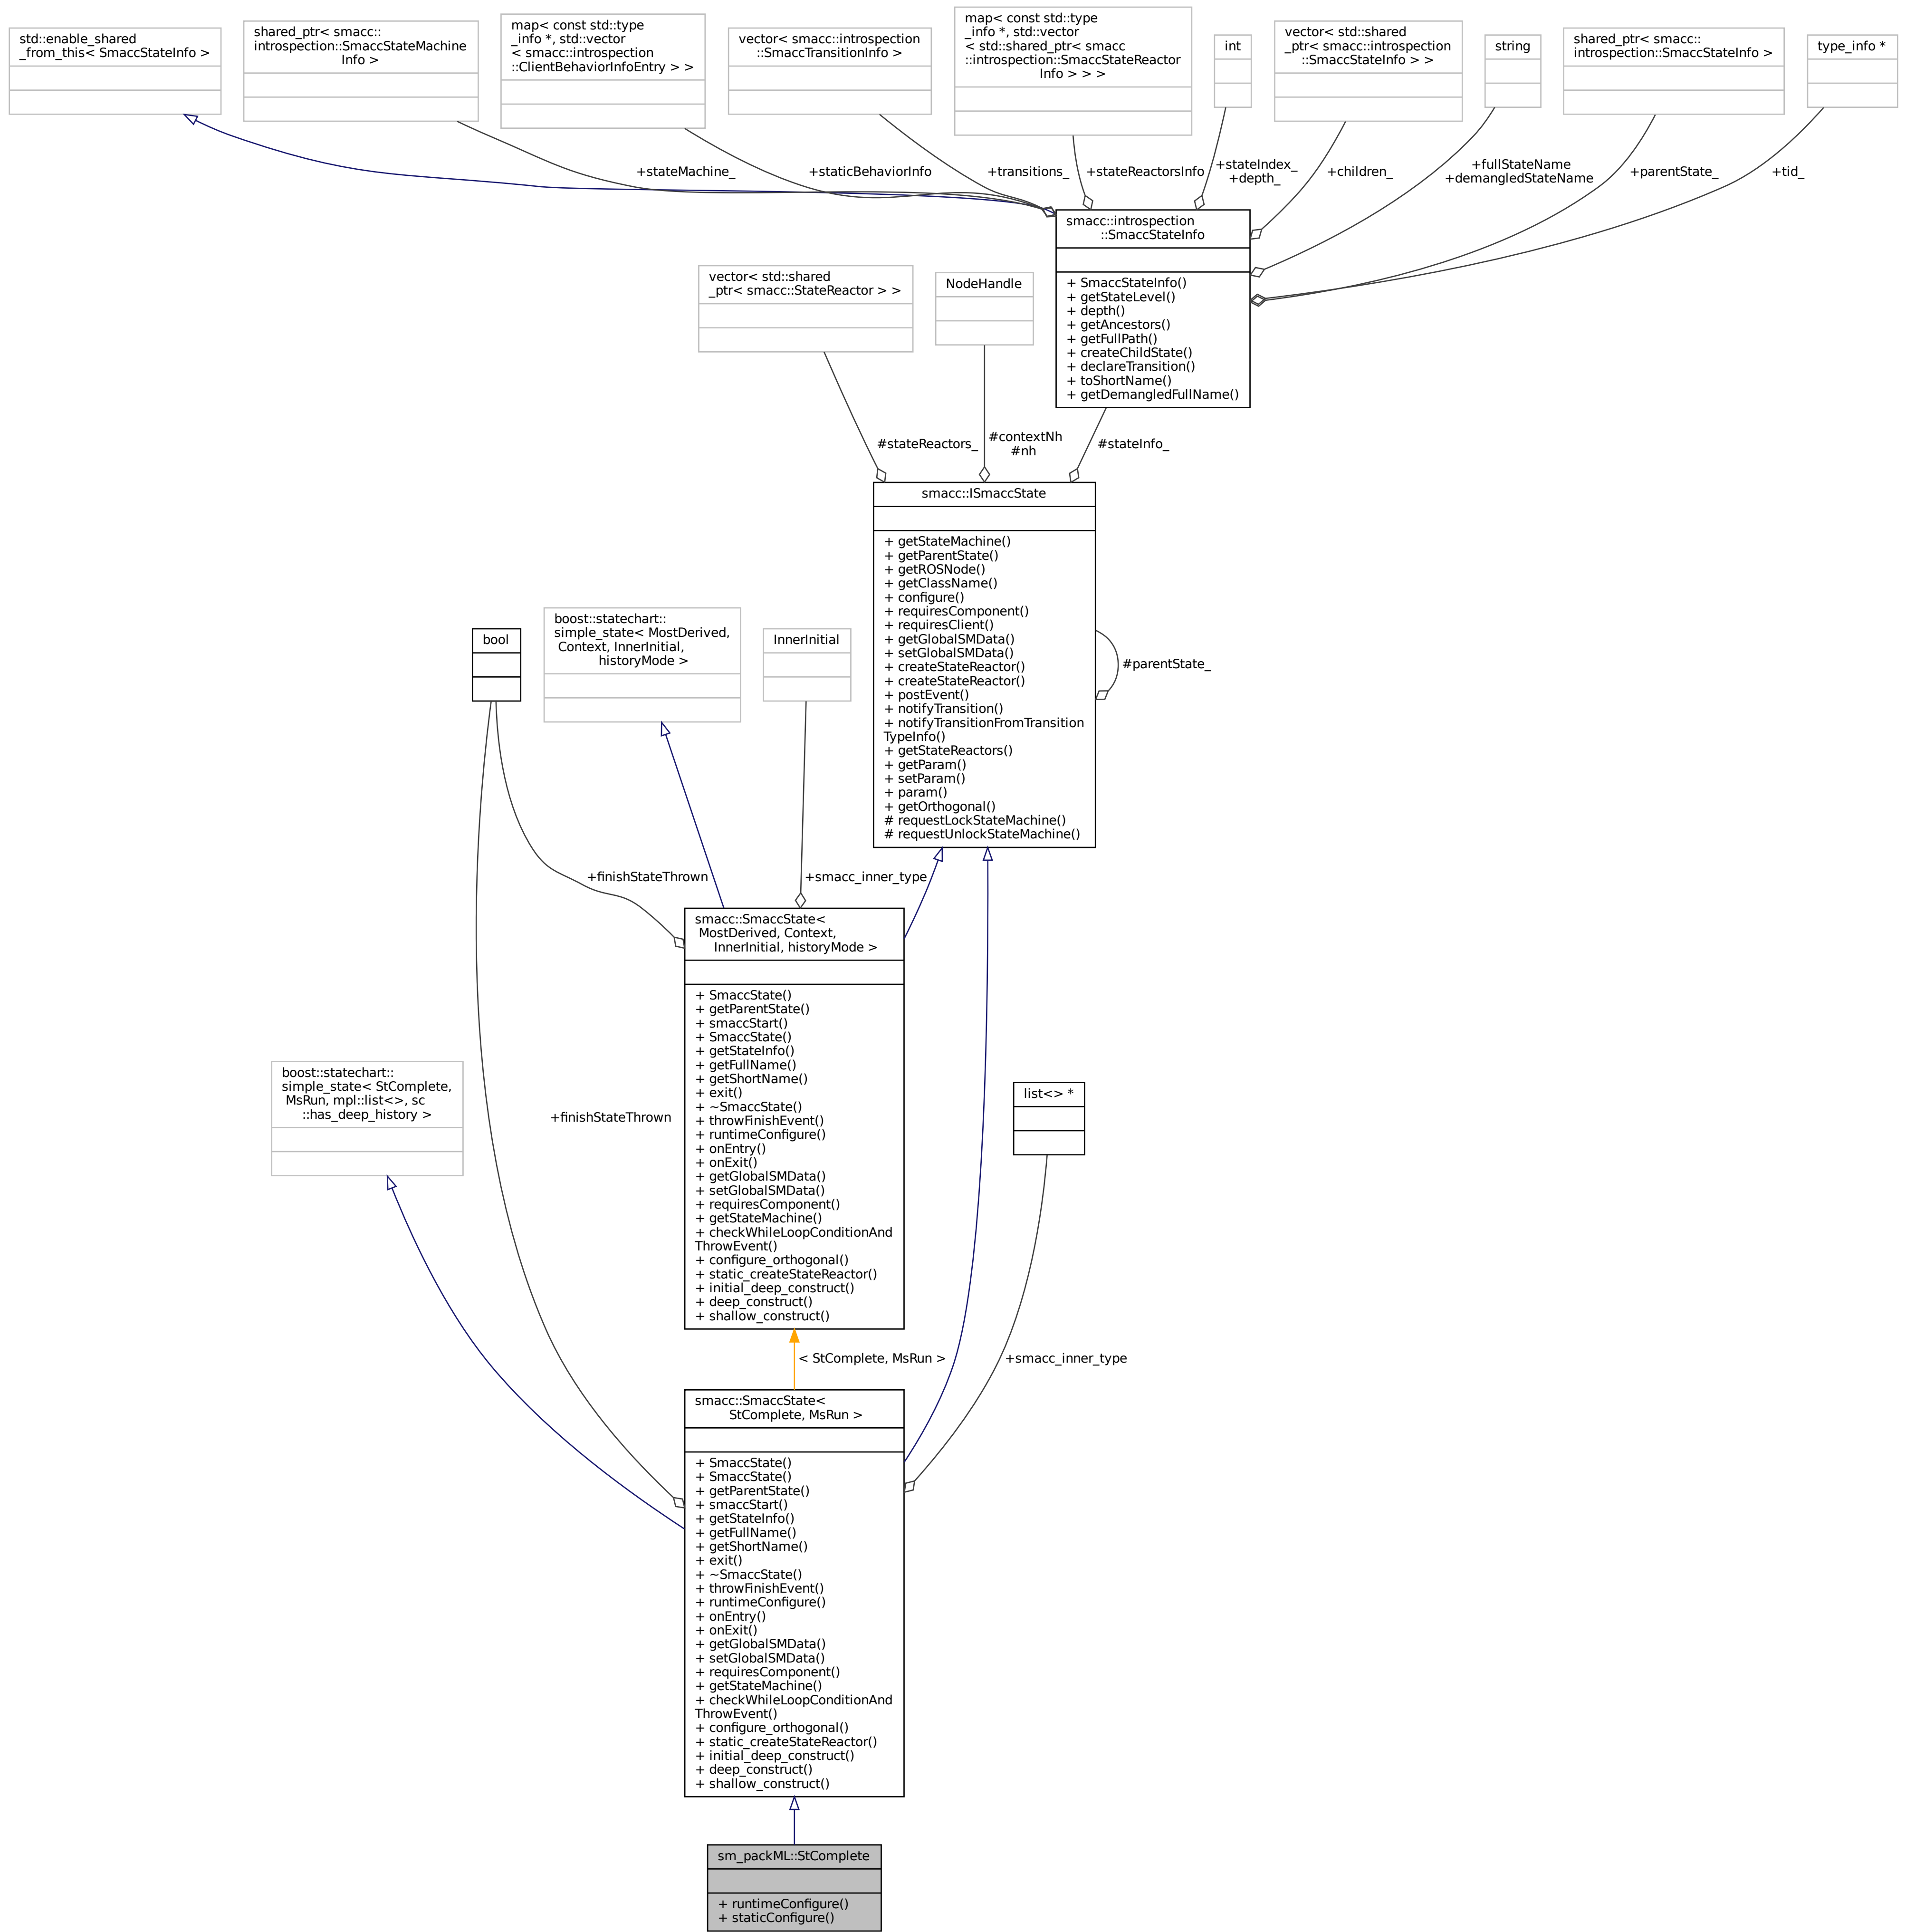 std::enable_shared
_from_this< SmaccStateInfo >
shared_ptr< smacc::
introspection::SmaccStateMachine
Info >
map< const std::type
_info *, std::vector
< smacc::introspection
::ClientBehaviorInfoEntry > >
vector< smacc::introspection
::SmaccTransitionInfo >
map< const std::type
_info *, std::vector
< std::shared_ptr< smacc
::introspection::SmaccStateReactor
Info > > >
int
vector< std::shared
_ptr< smacc::introspection
::SmaccStateInfo > >
string
shared_ptr< smacc::
introspection::SmaccStateInfo >
type_info *
+stateMachine_
+staticBehaviorInfo
+transitions_
+stateReactorsInfo
+stateIndex_
+depth_
+children_
+fullStateName
+demangledStateName
+parentState_
+tid_
smacc::introspection
::SmaccStateInfo
+ SmaccStateInfo()
+ getStateLevel()
+ depth()
+ getAncestors()
+ getFullPath()
+ createChildState()
+ declareTransition()
+ toShortName()
+ getDemangledFullName()
vector< std::shared
_ptr< smacc::StateReactor > >
NodeHandle
#stateReactors_
#contextNh
#nh
#stateInfo_
smacc::ISmaccState
+ getStateMachine()
+ getParentState()
+ getROSNode()
+ getClassName()
+ configure()
+ requiresComponent()
+ requiresClient()
+ getGlobalSMData()
+ setGlobalSMData()
+ createStateReactor()
+ createStateReactor()
+ postEvent()
+ notifyTransition()
+ notifyTransitionFromTransition
TypeInfo()
+ getStateReactors()
+ getParam()
+ setParam()
+ param()
+ getOrthogonal()
# requestLockStateMachine()
# requestUnlockStateMachine()
#parentState_
bool
boost::statechart::
simple_state< MostDerived,
Context, InnerInitial,
historyMode >
InnerInitial
+finishStateThrown
+smacc_inner_type
smacc::SmaccState<
MostDerived, Context,
InnerInitial, historyMode >
+ SmaccState()
+ getParentState()
+ smaccStart()
+ SmaccState()
+ getStateInfo()
+ getFullName()
+ getShortName()
+ exit()
+ ~SmaccState()
+ throwFinishEvent()
+ runtimeConfigure()
+ onEntry()
+ onExit()
+ getGlobalSMData()
+ setGlobalSMData()
+ requiresComponent()
+ getStateMachine()
+ checkWhileLoopConditionAnd
ThrowEvent()
+ configure_orthogonal()
+ static_createStateReactor()
+ initial_deep_construct()
+ deep_construct()
+ shallow_construct()
boost::statechart::
simple_state< StComplete,
MsRun, mpl::list<>, sc
::has_deep_history >
+finishStateThrown
list<> *
< StComplete, MsRun >
+smacc_inner_type
smacc::SmaccState<
StComplete, MsRun >
+ SmaccState()
+ SmaccState()
+ getParentState()
+ smaccStart()
+ getStateInfo()
+ getFullName()
+ getShortName()
+ exit()
+ ~SmaccState()
+ throwFinishEvent()
+ runtimeConfigure()
+ onEntry()
+ onExit()
+ getGlobalSMData()
+ setGlobalSMData()
+ requiresComponent()
+ getStateMachine()
+ checkWhileLoopConditionAnd
ThrowEvent()
+ configure_orthogonal()
+ static_createStateReactor()
+ initial_deep_construct()
+ deep_construct()
+ shallow_construct()
sm_packML::StComplete
+ runtimeConfigure()
+ staticConfigure()